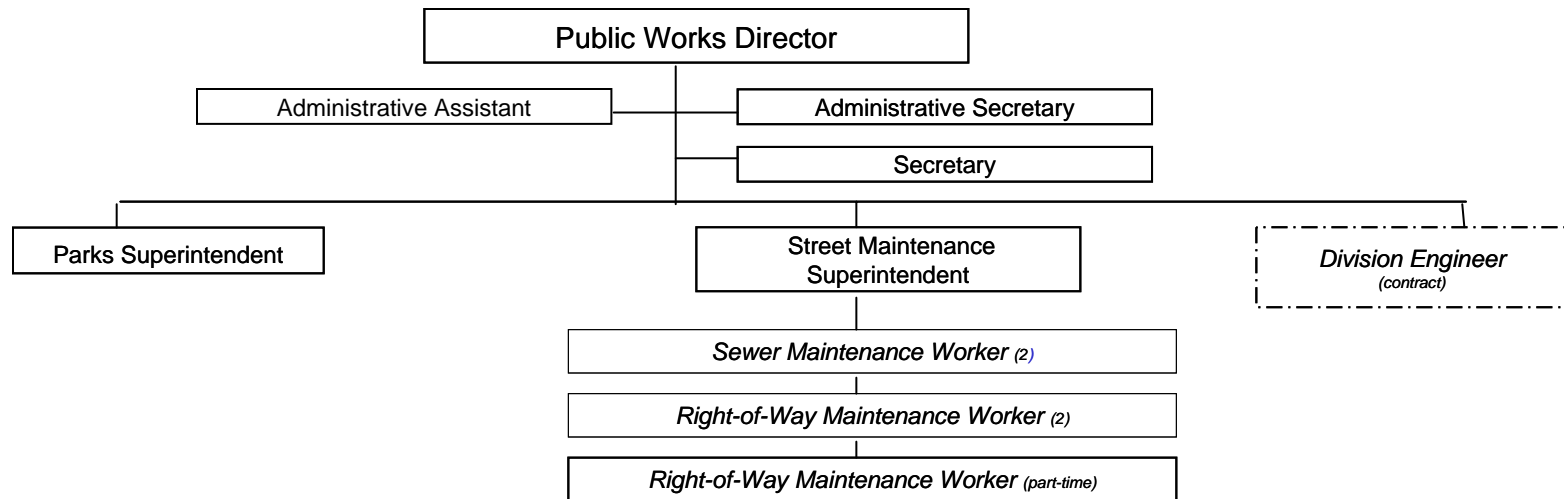 Public Works Director
Administrative Assistant
Administrative Secretary
Secretary
Parks Superintendent
Street Maintenance
Superintendent
Division Engineer
(contract)
Sewer Maintenance Worker (2)
Right-of-Way Maintenance Worker (2)
Right-of-Way Maintenance Worker (part-time)